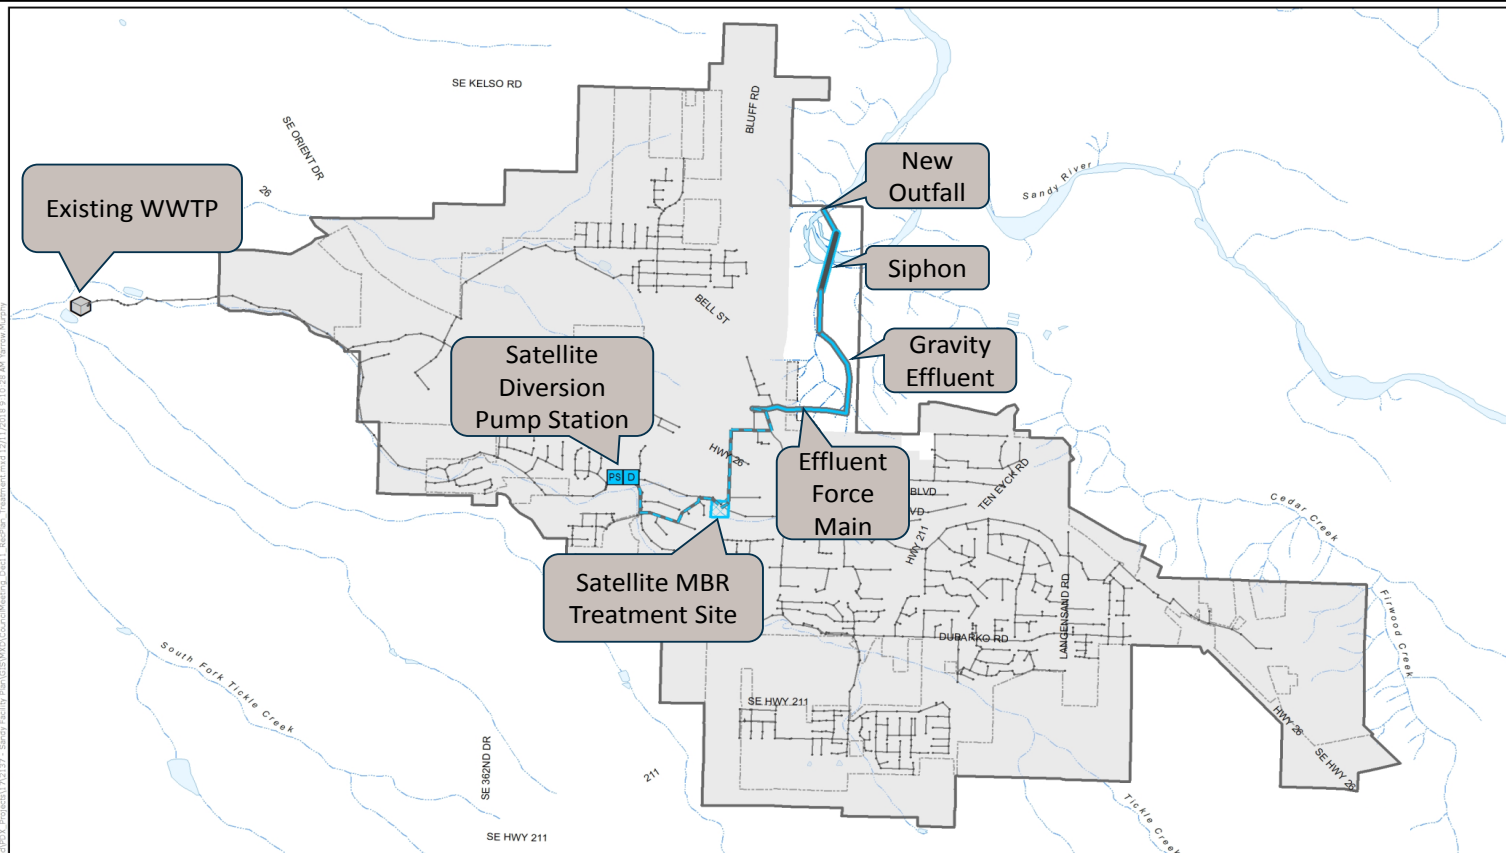 SE KELSO RD
BLUFF RD
SE ORIENT DR
26
New
Outfall
Sandy River
Existing WWTP
Siphon
BELL ST
Gravity
Effluent
Satellite
Diversion
Pump Station
HWY 26
Effluent
Force
Main
PS D
BLVD
VD
TEN EYCK RD
HWY 211
Cedar Creek
Satellite MBR
Treatment Site
LANGENSAND RD
Firwood Creek
DUBARKO RD
South Fork Tickle Creek
SE HWY 211
HWY 26
SE HWY 26
SE 362ND DR
211
Tickle Creek
SE HWY 211